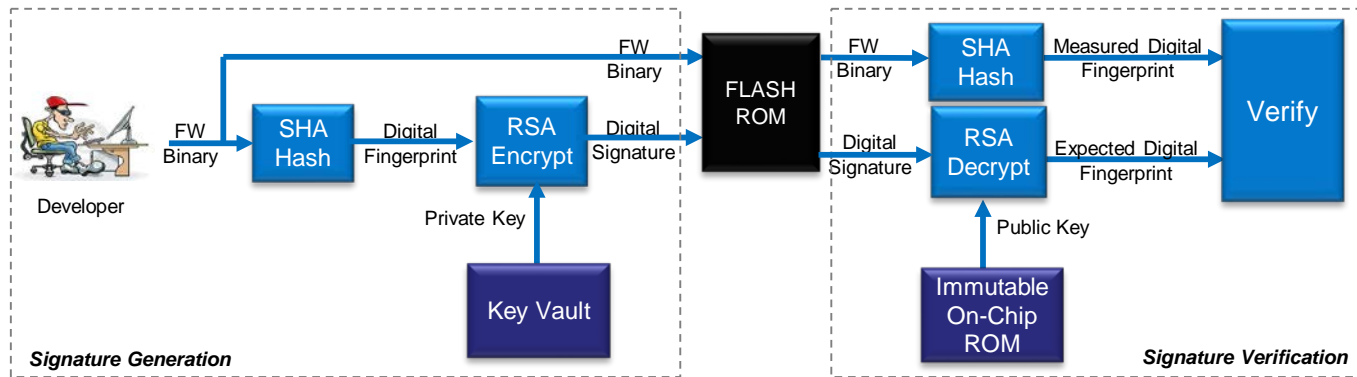 FW
Binary
Developer
FW
Binary
SHA
Hash
Digital
Fingerprint
RSA
Encrypt
Digital
Signature
Private Key
Key Vault
Signature Generation
FLASH
ROM
FW
Binary
SHA
Hash
Measured Digital
Fingerprint
Verify
Digital
Signature
RSA
Decrypt
Expected Digital
Fingerprint
Public Key
Immutable
On-Chip
ROM
Signature Verification